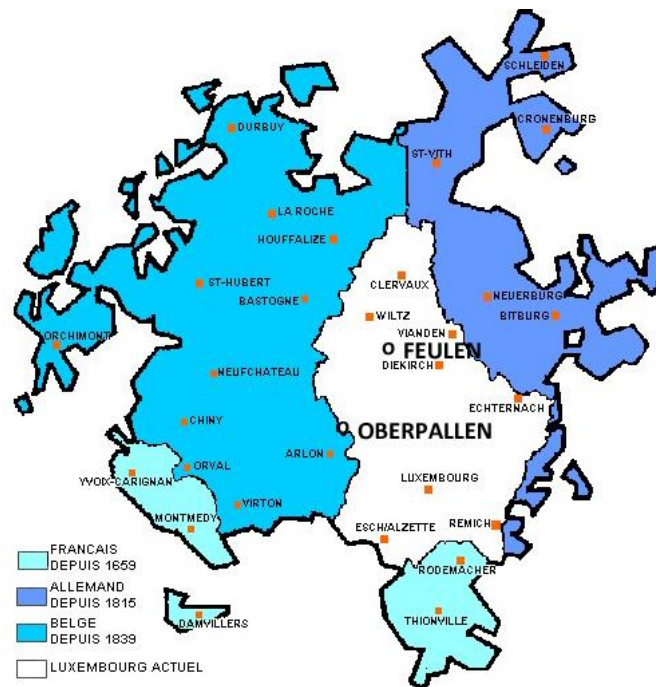 SCHLEIDEN
CRONENBURG
DURBUY
ST-VITH
LA ROCHE
HOUFFALIZE
CLERVAUX
ST-HUBERT
BASTOGNE
NEUERBURG
WILTZ
BITBURG
VIANDEN
ORCHIMONT
FEULEN
DIEKIRCH
NEUFCHATEAU
ECHTERNACH
CHINY
OBERPALLEN
ARLON
ORVAL
YVOIX-CARIGNAN
LUXEMBOURG
VIRTON
MONTMEDY
REMICH
ESCH/ALZETTE
RODEMACHER
DAMVILLERS
THIONVILLE
FRANCAIS
DEPUIS 1659
ALLEMAND
DEPUIS 1815
BELGE
DEPUIS 1839
LUXEMBOURG ACTUEL